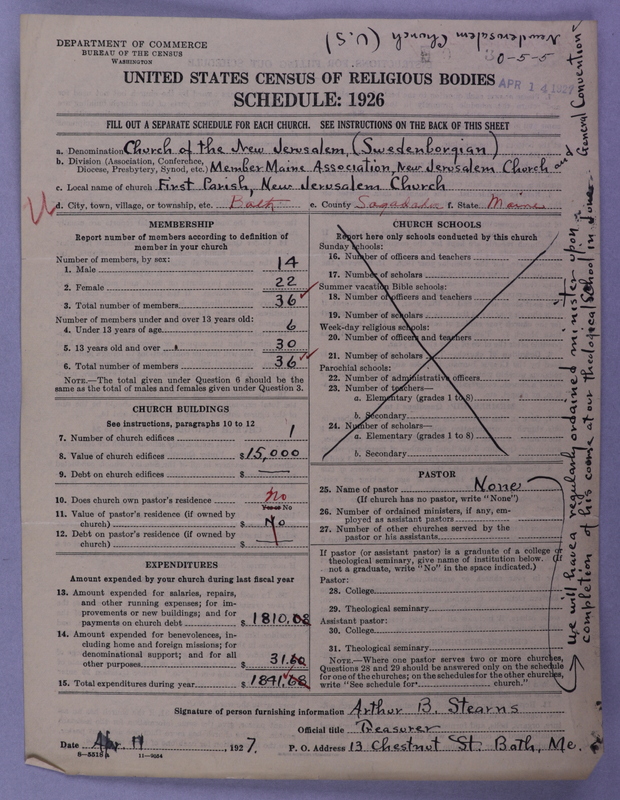 New Jerusalem Church (U.S)
0-5-5
APR 14 1927
DEPARTMENT OF COMMERCE
BUREAU OF THE CENSUS
WASHINGTON
UNITED STATES CENSUS OF RELIGIOUS BODIES
SCHEDULE: 1926
FILL OUT A SEPARATE SCHEDULE FOR EACH CHURCH. SEE INSTRUCTIONS ON THE BACK OF THIS SHEET
a. Denomination Church of the New Jerusalem, (Swedenborgian)
b. Division (Association, Conference, Diocese, Presbytery, Synod, etc.) Member Maine Association, New Jerusalem Church and General Convention
c. Local name of church First Parish, New Jerusalem Church
d. City, town, village, or township, etc. Bath e. County Sagadahoc f. State Maine
MEMBERSHIP
Report number of members according to definition of
member in your church
Number of members, by sex:
1. Male 14
2. Female 22
3. Total number of members 36
Number of members under and over 13 years old:
4. Under 13 years of age 6
5. 13 years old and over 30
6. Total number of members 36
NOTE.—The total given under Question 6 should be the
same as the total of males and females given under Question 3.
CHURCH BUILDINGS
See instructions, paragraphs 10 to 12
7. Number of church edifices 1
8. Value of church edifices $15,000
9. Debt on church edifices $ —
10. Does church own pastor's residence no
Yes or No
11. Value of pastor's residence (if owned by
church) $ No
12. Debt on pastor's residence (if owned by
church) $
EXPENDITURES
Amount expended by your church during last fiscal year
13. Amount expended for salaries, repairs,
and other running expenses; for im-
provements or new buildings; and for
payments on church debt $1810.08
14. Amount expended for benevolences, in-
cluding home and foreign missions; for
denominational support; and for all
other purposes 31.60
15. Total expenditures during year $1841.68
CHURCH SCHOOLS
Report here only schools conducted by this church
Sunday schools:
16. Number of officers and teachers
17. Number of scholars
Summer vacation Bible schools:
18. Number of officers and teachers
19. Number of scholars
Week-day religious schools:
20. Number of officers and teachers
21. Number of scholars
Parochial schools:
22. Number of administrative officers
23. Number of teachers—
a. Elementary (grades 1 to 8)
b. Secondary
24. Number of scholars—
a. Elementary (grades 1 to 8)
b. Secondary
PASTOR
25. Name of pastor None
(If church has no pastor, write "None")
26. Number of ordained ministers, if any, em-
ployed as assistant pastors
27. Number of other churches served by the
pastor or his assistants
If pastor (or assistant pastor) is a graduate of a college or
theological seminary, give name of institution below. (If
not a graduate, write "No" in the space indicated.)
Pastor:
28. College
29. Theological seminary
Assistant pastor:
30. College
31. Theological seminary
NOTE.—Where one pastor serves two or more churches,
Questions 28 and 29 should be answered only on the schedule
for one of the churches; on the schedules for the other churches,
write "See schedule for church."
we will have a regularly ordained minister upon
completion of his course at our theological school in June.
Signature of person furnishing information Arthur B. Stearns
Official title Treasurer
Date Apr 11, 1927. P. O. Address 13 Chestnut St. Bath, Me.
8—5518 A 11—9054